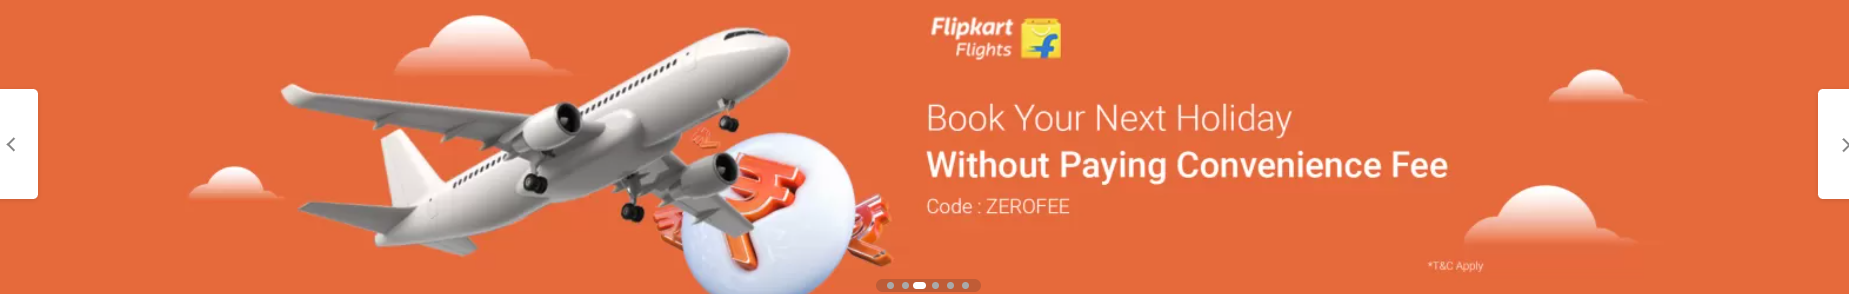 Flipkart
Flights
Book Your Next Holiday
Without Paying Convenience Fee
Code : ZEROFEE
*T&C Apply